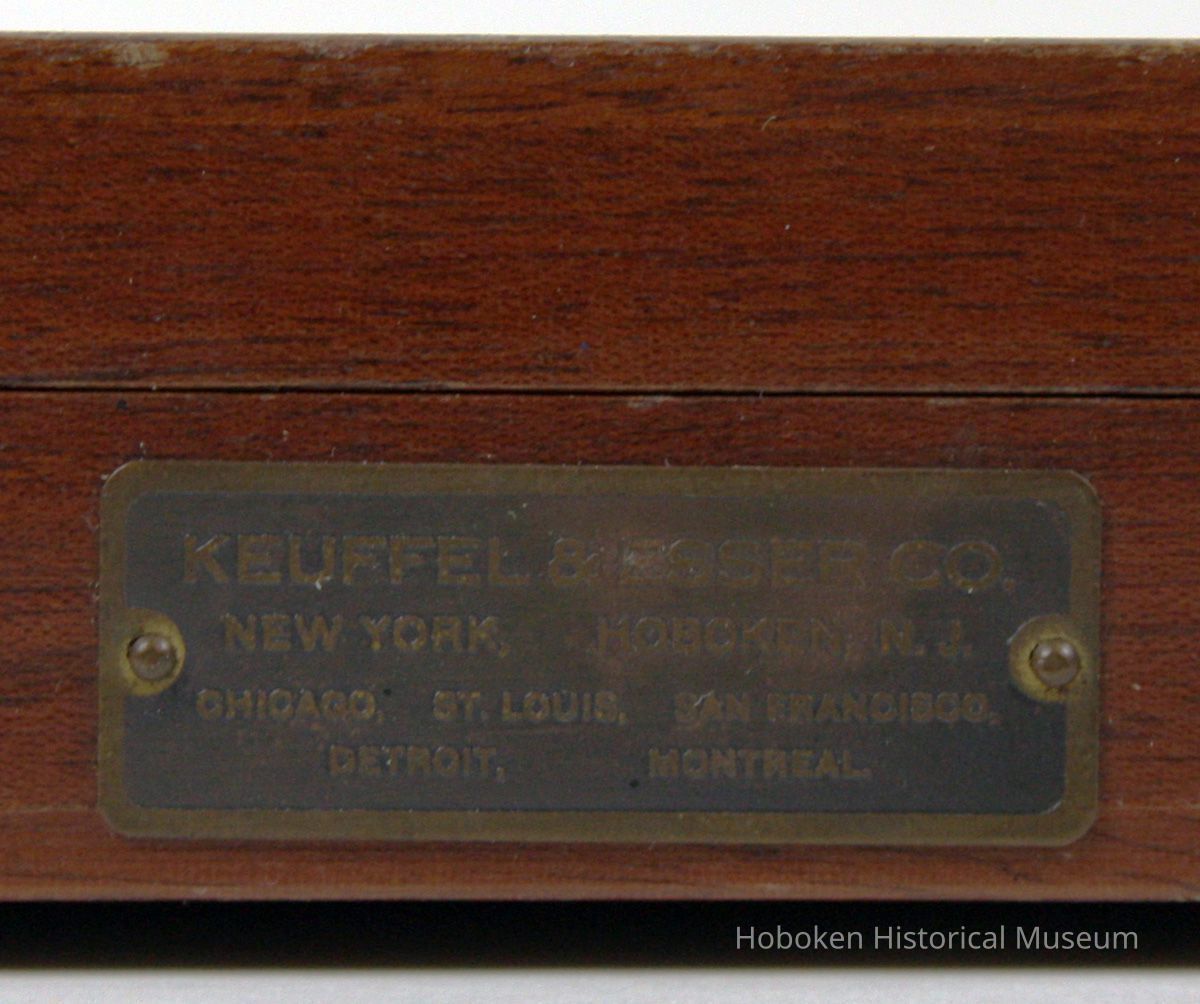 KEUFFEL & ESSER CO.
NEW YORK, HOBOKEN, N. J.
CHICAGO, ST. LOUIS, SAN FRANCISCO,
DETROIT, MONTREAL.
Hoboken Historical Museum